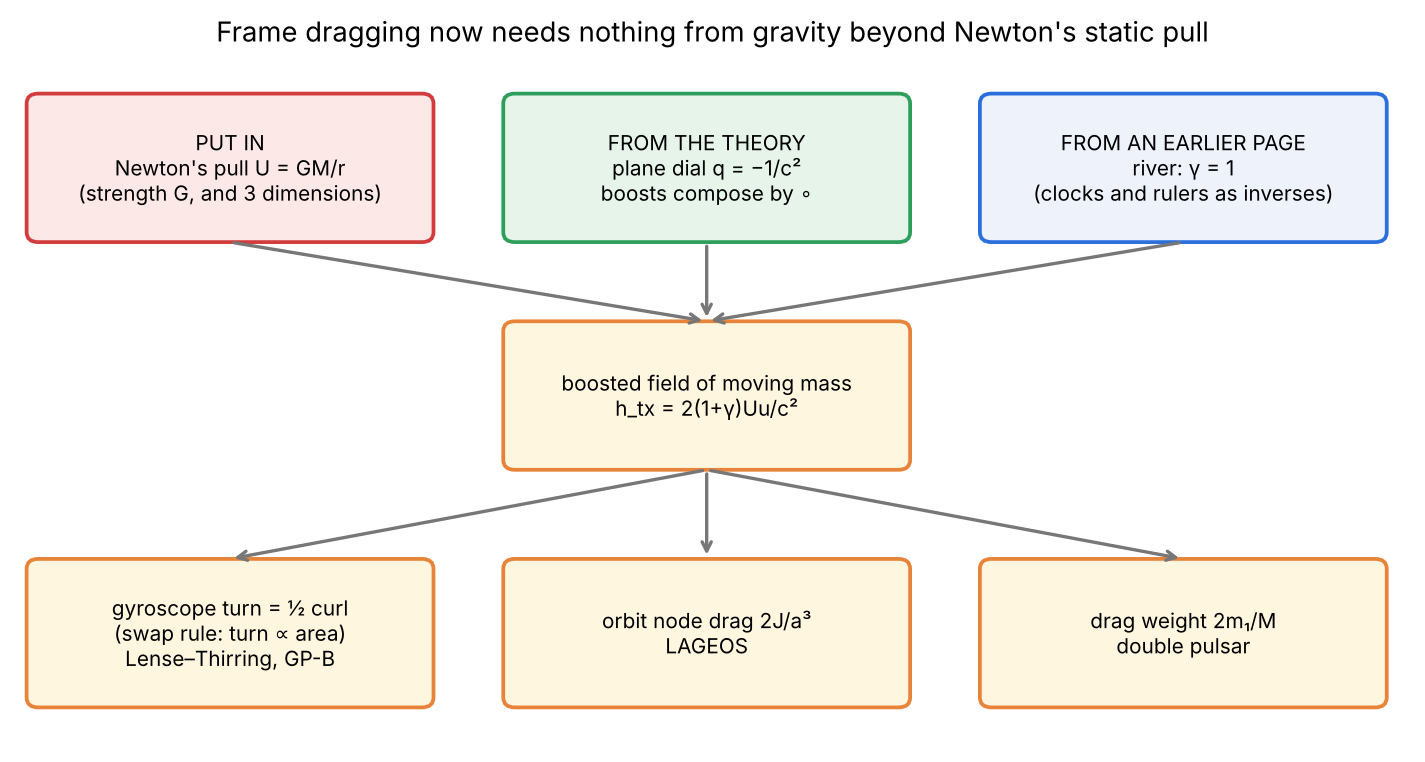 Frame dragging now needs nothing from gravity beyond Newton's static pull
PUT IN
Newton's pull U = GM/r
(strength G, and 3 dimensions)
FROM THE THEORY
plane dial q = −1/c²
boosts compose by ∘
FROM AN EARLIER PAGE
river: γ = 1
(clocks and rulers as inverses)
boosted field of moving mass
h_tx = 2(1+γ)Uu/c²
gyroscope turn = ½ curl
(swap rule: turn ∝ area)
Lense–Thirring, GP-B
orbit node drag 2J/a³
LAGEOS
drag weight 2m₁/M
double pulsar